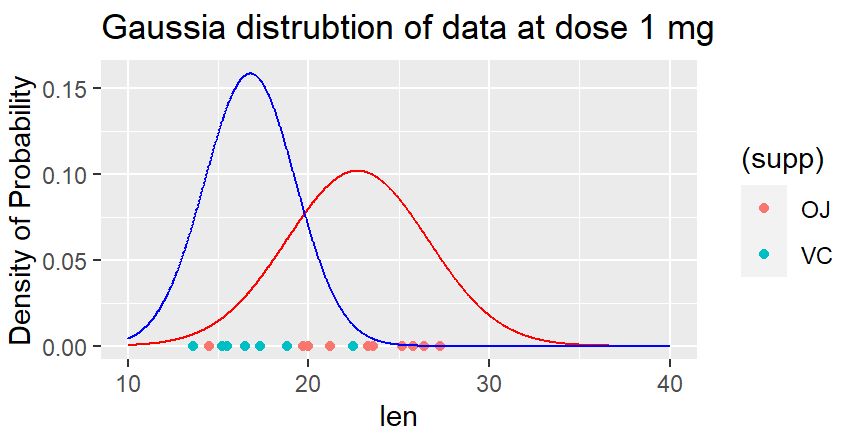 Gaussia distrubtion of data at dose 1 mg
Density of Probability
0.15
0.10
0.05
0.00
10 20 30 40
len
(supp)
OJ
VC